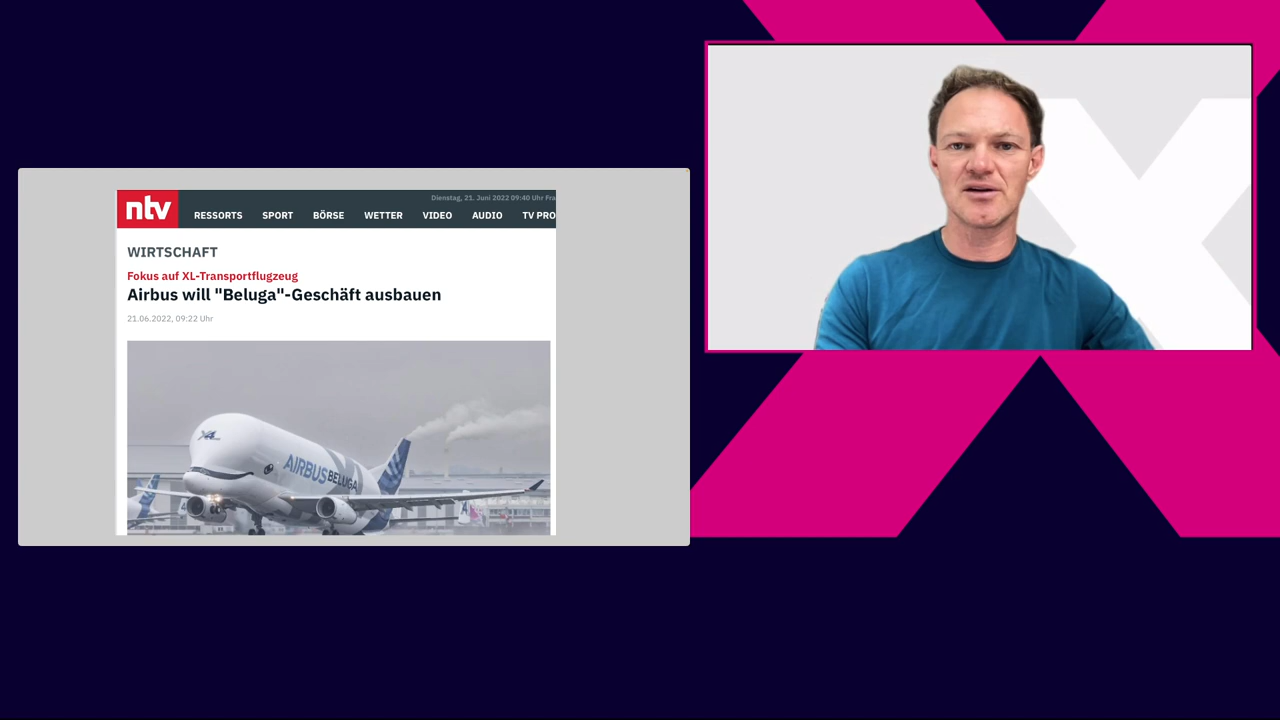 ntv
Dienstag, 21. Juni 2022 09:40 Uhr Fra
RESSORTS SPORT BÖRSE WETTER VIDEO AUDIO TV PRO
WIRTSCHAFT
Fokus auf XL-Transportflugzeug
Airbus will "Beluga"-Geschäft ausbauen
21.06.2022, 09:22 Uhr
XL
AIRBUS BELUGA